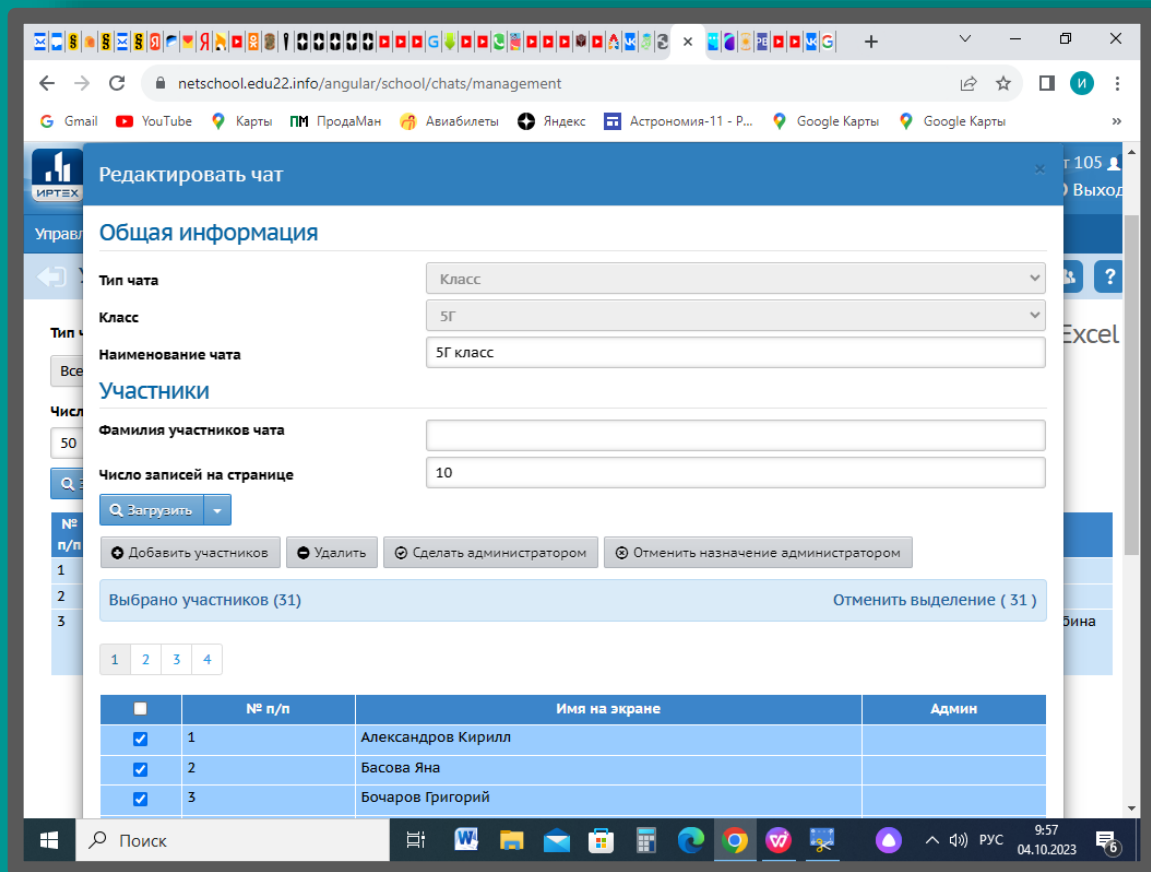 netschool.edu22.info/angular/school/chats/management
И
Gmail YouTube Карты ПМ ПродаМан Авиабилеты Яндекс Астрономия-11 - Р... Google Карты Google Карты »
ИРТЕХ
Редактировать чат
105
Выход
Управл
Общая информация
Тип чата Класс
?
Класс 5Г
Тип ч
Excel
Наименование чата 5Г класс
Все
Участники
Числ
Фамилия участников чата
50
Число записей на странице 10
Загрузить
№ п/п
Добавить участников Удалить Сделать администратором Отменить назначение администратором
1
2
Выбрано участников (31) Отменить выделение ( 31 )
3
бина
1 2 3 4
№ п/п Имя на экране Админ
1 Александров Кирилл
2 Басова Яна
3 Бочаров Григорий
Поиск
РУС
9:57
04.10.2023
6